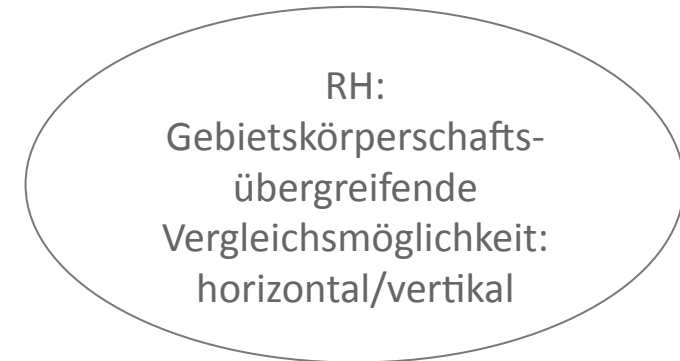 RH:
Gebietskörperschafts-
übergreifende
Vergleichsmöglichkeit:
horizontal/vertikal